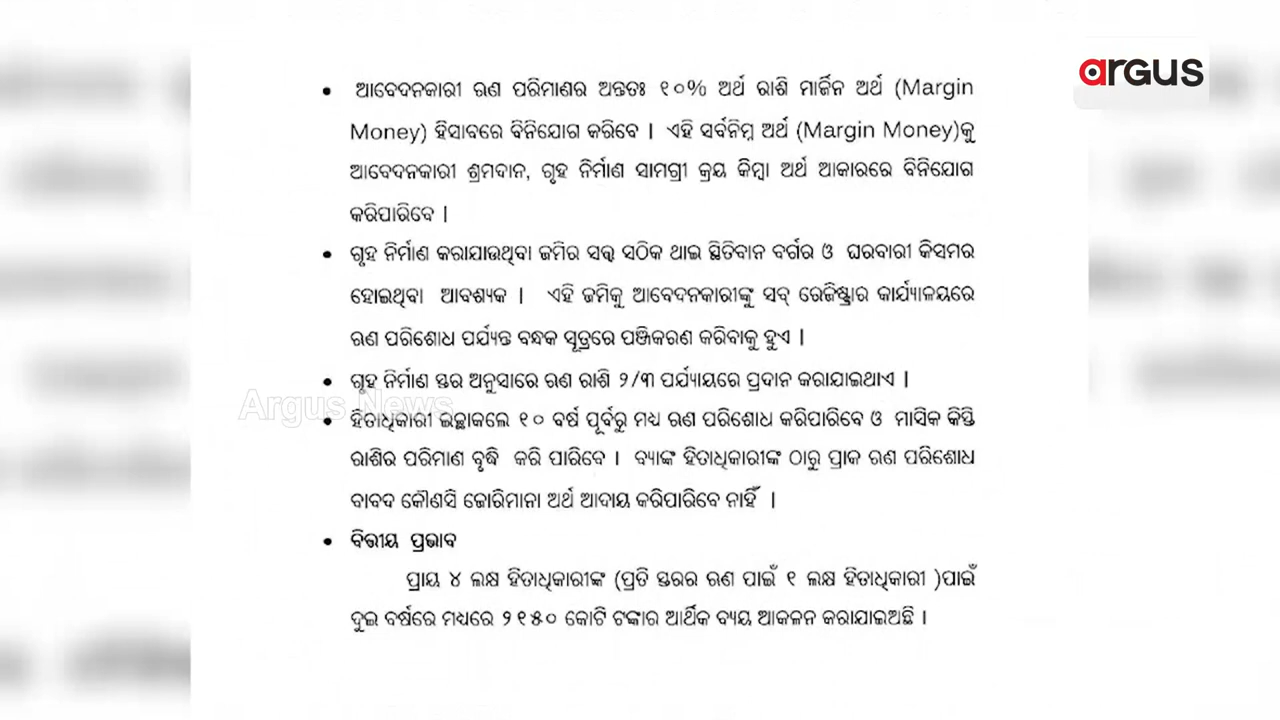 argus
• ଆବେଦନକାରୀ ଋଣ ପରିମାଣର ଅନ୍ତତଃ ୧୦% ଅର୍ଥ ରାଶି ମାର୍ଜିନ ଅର୍ଥ (Margin
Money) ହିସାବରେ ବିନିଯୋଗ କରିବେ । ଏହି ସର୍ବନିମ୍ନ ଅର୍ଥ (Margin Money)କୁ
ଆବେଦନକାରୀ ଶ୍ରମଦାନ, ଗୃହ ନିର୍ମାଣ ସାମଗ୍ରୀ କ୍ରୟ କିମ୍ବା ଅର୍ଥ ଆକାରରେ ବିନିଯୋଗ
କରିପାରିବେ ।
• ଗୃହ ନିର୍ମାଣ କରାଯାଉଥିବା ଜମିର ସତ୍ତ୍ଵ ସଠିକ ଥାଇ ସ୍ଥିତିବାନ ବର୍ଗର ଓ ଘରବାରୀ କିସମର
ହୋଇଥିବା ଆବଶ୍ୟକ । ଏହି ଜମିକୁ ଆବେଦନକାରୀଙ୍କୁ ସବ୍ ରେଜିଷ୍ଟ୍ରାର କାର୍ଯ୍ୟାଳୟରେ
ଋଣ ପରିଶୋଧ ପର୍ଯ୍ୟନ୍ତ ବନ୍ଧକ ସୂତ୍ରରେ ପଞ୍ଜିକରଣ କରିବାକୁ ହୁଏ ।
• ଗୃହ ନିର୍ମାଣ ସ୍ତର ଅନୁସାରେ ଋଣ ରାଶି ୨/୩ ପର୍ଯ୍ୟାୟରେ ପ୍ରଦାନ କରାଯାଇଥାଏ ।
Argus News
• ହିତାଧିକାରୀ ଇଚ୍ଛାକଲେ ୧୦ ବର୍ଷ ପୂର୍ବରୁ ମଧ୍ୟ ଋଣ ପରିଶୋଧ କରିପାରିବେ ଓ ମାସିକ କିସ୍ତି
ରାଶିର ପରିମାଣ ବୃଦ୍ଧି କରି ପାରିବେ । ବ୍ୟାଙ୍କ ହିତାଧିକାରୀଙ୍କ ଠାରୁ ପ୍ରାକ ଋଣ ପରିଶୋଧ
ବାବଦ କୌଣସି ଜୋରିମାନା ଅର୍ଥ ଆଦାୟ କରିପାରିବେ ନାହିଁ ।
• ବିତ୍ତୀୟ ପ୍ରଭାବ
ପ୍ରାୟ ୪ ଲକ୍ଷ ହିତାଧିକାରୀଙ୍କ (ପ୍ରତି ସ୍ତରର ଋଣ ପାଇଁ ୧ ଲକ୍ଷ ହିତାଧିକାରୀ )ପାଇଁ
ଦୁଇ ବର୍ଷରେ ମଧ୍ୟରେ ୨୧୫୦ କୋଟି ଟଙ୍କାର ଆର୍ଥିକ ବ୍ୟୟ ଆକଳନ କରାଯାଇଅଛି ।